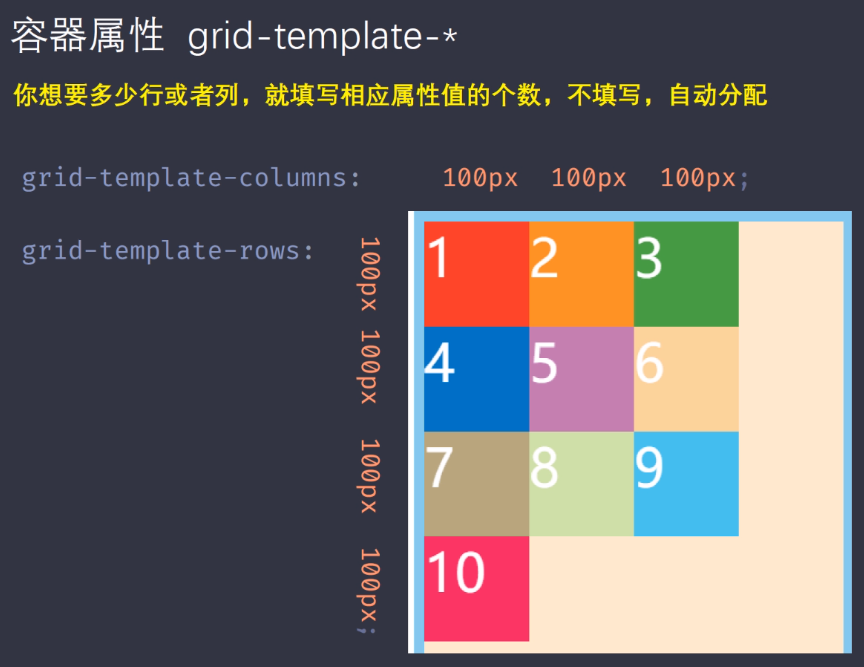 容器属性 grid-template-*
你想要多少行或者列，就填写相应属性值的个数，不填写，自动分配
grid-template-columns: 100px 100px 100px;
grid-template-rows: 100px 100px 100px 100px;
1 2 3
4 5 6
7 8 9
10